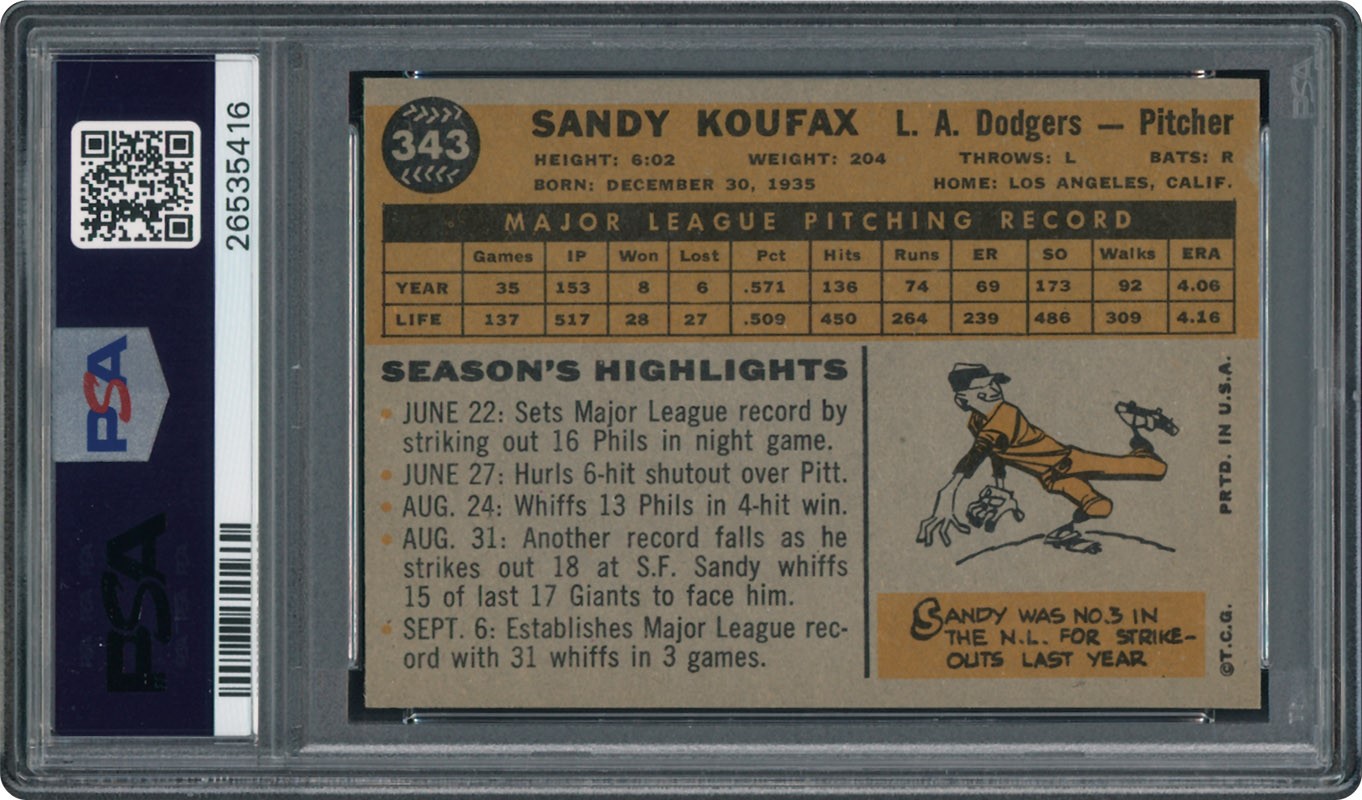 26535416
PSA
PSA
343
SANDY KOUFAX L. A. Dodgers — Pitcher
HEIGHT: 6:02 WEIGHT: 204 THROWS: L BATS: R
BORN: DECEMBER 30, 1935 HOME: LOS ANGELES, CALIF.
MAJOR LEAGUE PITCHING RECORD
Games IP Won Lost Pct Hits Runs ER SO Walks ERA
YEAR 35 153 8 6 .571 136 74 69 173 92 4.06
LIFE 137 517 28 27 .509 450 264 239 486 309 4.16
SEASON'S HIGHLIGHTS
• JUNE 22: Sets Major League record by
striking out 16 Phils in night game.
• JUNE 27: Hurls 6-hit shutout over Pitt.
• AUG. 24: Whiffs 13 Phils in 4-hit win.
• AUG. 31: Another record falls as he
strikes out 18 at S.F. Sandy whiffs
15 of last 17 Giants to face him.
• SEPT. 6: Establishes Major League rec-
ord with 31 whiffs in 3 games.
SANDY WAS NO.3 IN
THE N.L. FOR STRIKE-
OUTS LAST YEAR
PRTD. IN U.S.A.
©T.C.G.
PSA